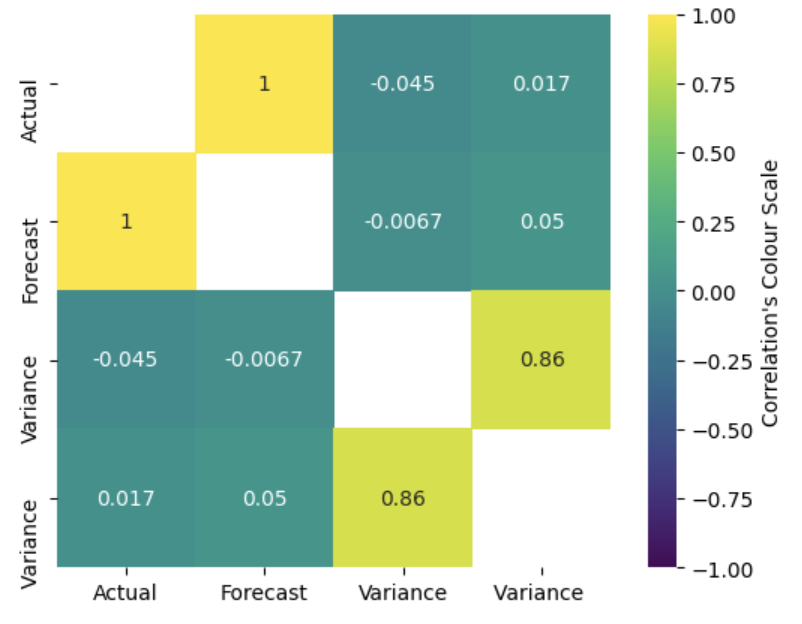 Actual
Forecast
Variance
Variance
1
-0.045
0.017
1
-0.0067
0.05
-0.045
-0.0067
0.86
0.017
0.05
0.86
Actual
Forecast
Variance
Variance
1.00
0.75
0.50
0.25
0.00
−0.25
−0.50
−0.75
−1.00
Correlation's Colour Scale